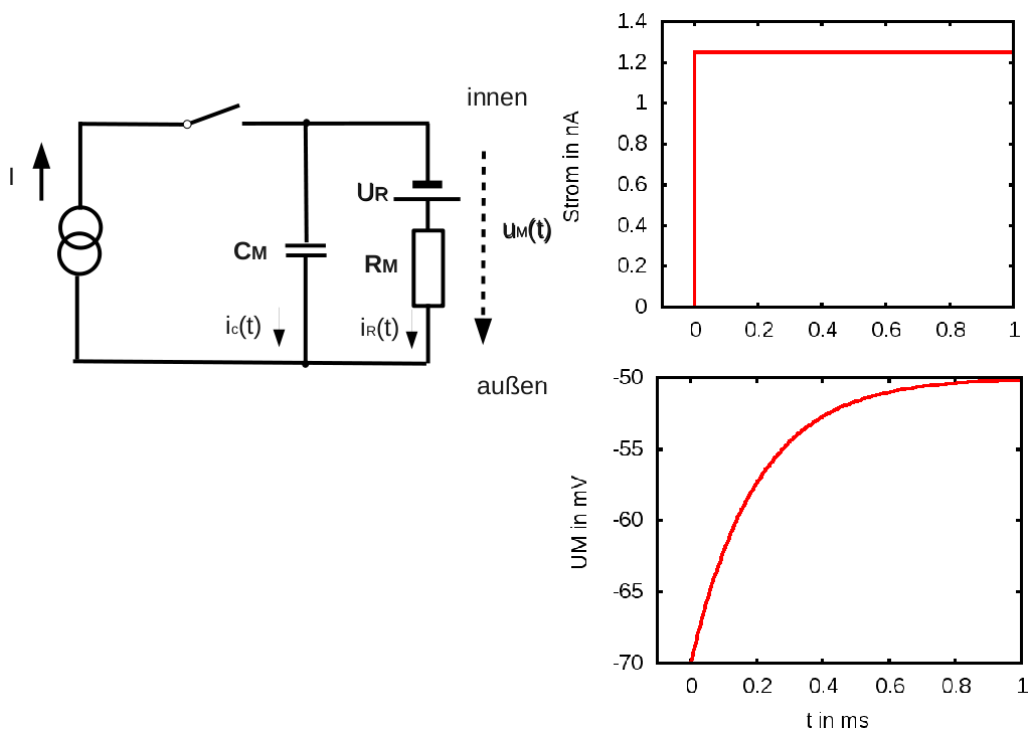 innen
I
UR
uM(t)
CM
RM
ic(t)
iR(t)
außen
Strom in nA
1.4
1.2
1
0.8
0.6
0.4
0.2
0
0 0.2 0.4 0.6 0.8 1
UM in mV
-50
-55
-60
-65
-70
0 0.2 0.4 0.6 0.8 1
t in ms